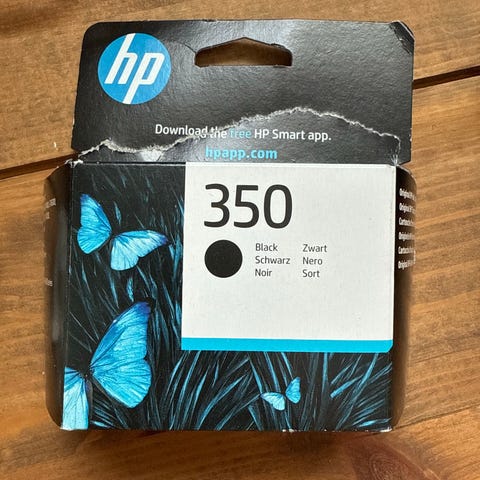 hp
Download the free HP Smart app.
hpapp.com
350
Black Zwart
Schwarz Nero
Noir Sort